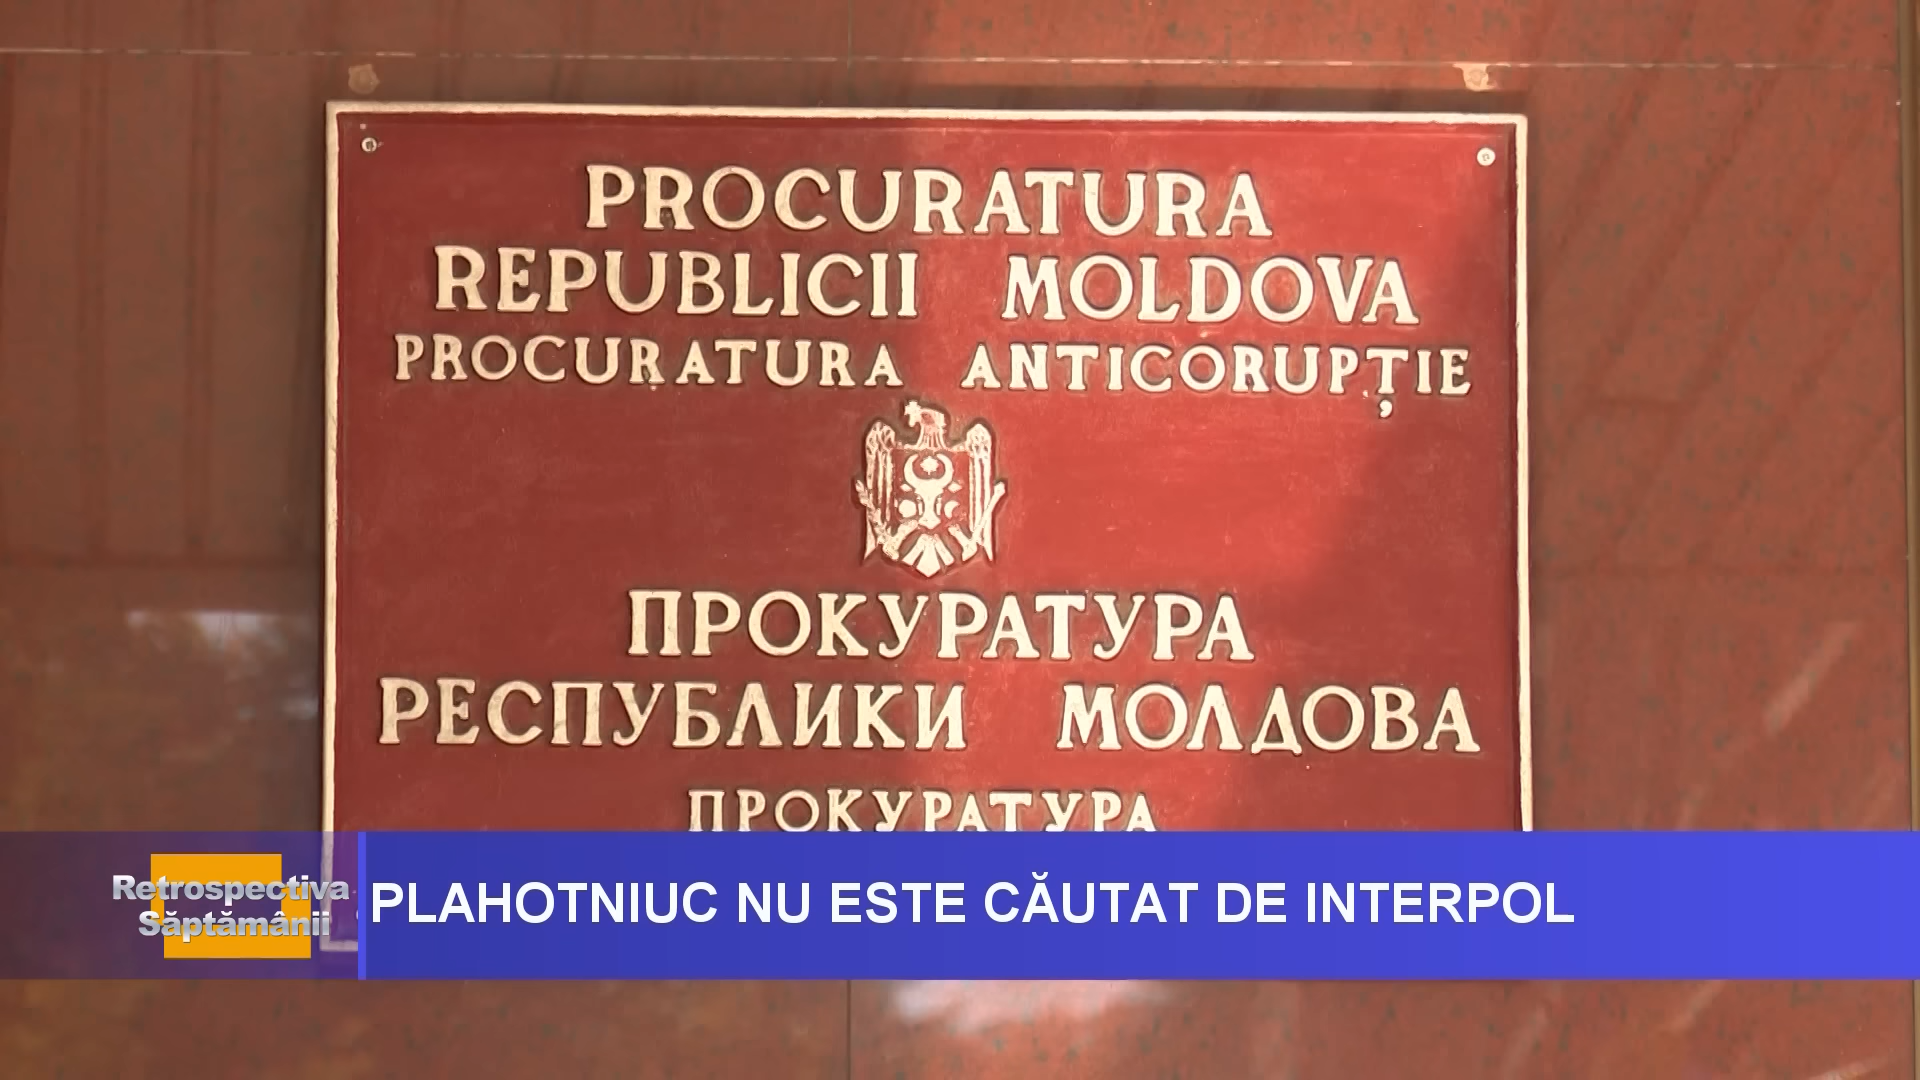 PROCURATURA
REPUBLICII MOLDOVA
PROCURATURA ANTICORUPȚIE
ПРОКУРАТУРА
РЕСПУБЛИКИ МОЛДОВА
ПРОКУРАТУРА
Retrospectiva
Săptămânii
PLAHOTNIUC NU ESTE CĂUTAT DE INTERPOL